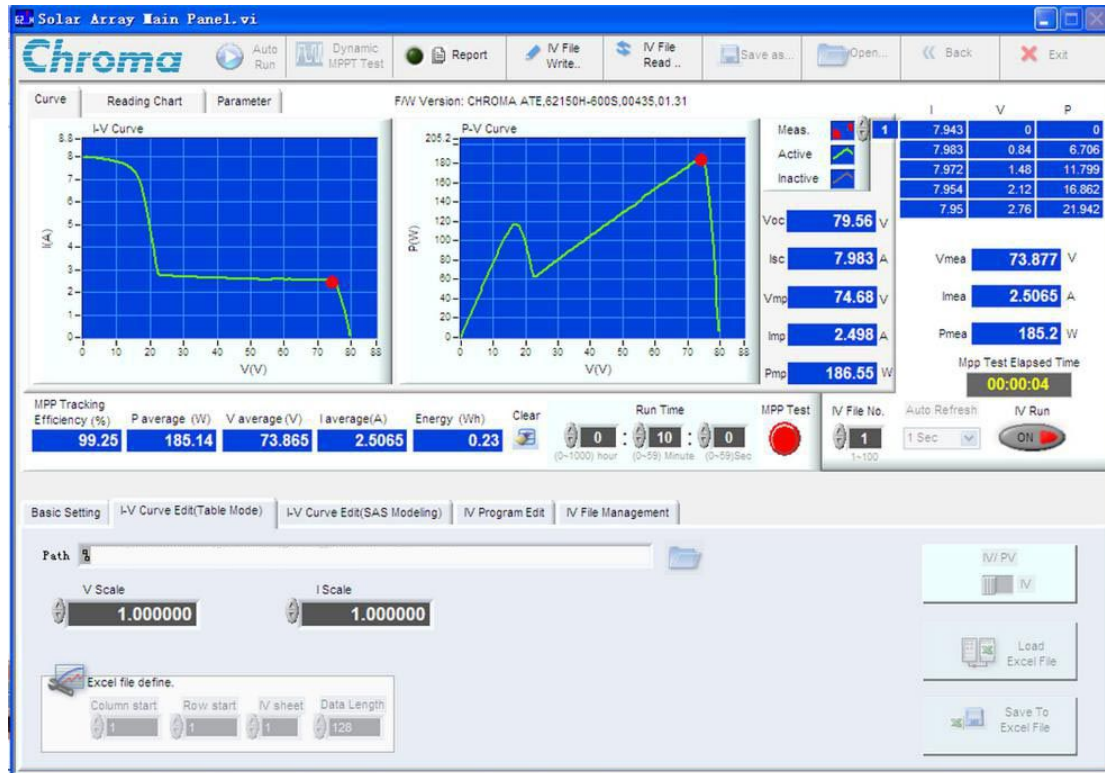 Solar Array Main Panel.vi
Chroma
Auto Run
Dynamic MPPT Test
Report
IV File Write..
IV File Read ..
Save as...
Open...
Back
Exit
Curve
Reading Chart
Parameter
F/W Version: CHROMA ATE,62150H-600S,00435,01.31
I-V Curve
8.8
8
7
6
5
4
3
2
1
0
I(A)
0 10 20 30 40 50 60 70 80 88
V(V)
P-V Curve
205.2
180
160
140
120
100
80
60
40
20
0
P(W)
0 10 20 30 40 50 60 70 80 88
V(V)
Meas. 1
Active
Inactive
Voc 79.56 V
Isc 7.983 A
Vmp 74.68 V
Imp 2.498 A
Pmp 186.55 W
I V P
7.943 0 0
7.983 0.84 6.706
7.972 1.48 11.799
7.954 2.12 16.862
7.95 2.76 21.942
Vmea 73.877 V
Imea 2.5065 A
Pmea 185.2 W
Mpp Test Elapsed Time
00:00:04
MPP Tracking
Efficiency (%) P average (W) V average (V) I average(A) Energy (Wh)
99.25 185.14 73.865 2.5065 0.23
Clear
Run Time
0 : 10 : 0
(0~1000) hour (0~59) Minute (0~59)Sec
MPP Test
IV File No.
1
1~100
Auto Refresh
1 Sec
IV Run
ON
Basic Setting
I-V Curve Edit(Table Mode)
I-V Curve Edit(SAS Modeling)
IV Program Edit
IV File Management
Path
V Scale
1.000000
I Scale
1.000000
Excel file define.
Column start Row start IV sheet Data Length
1 1 1 128
IV/ PV
IV
Load
Excel File
Save To
Excel File